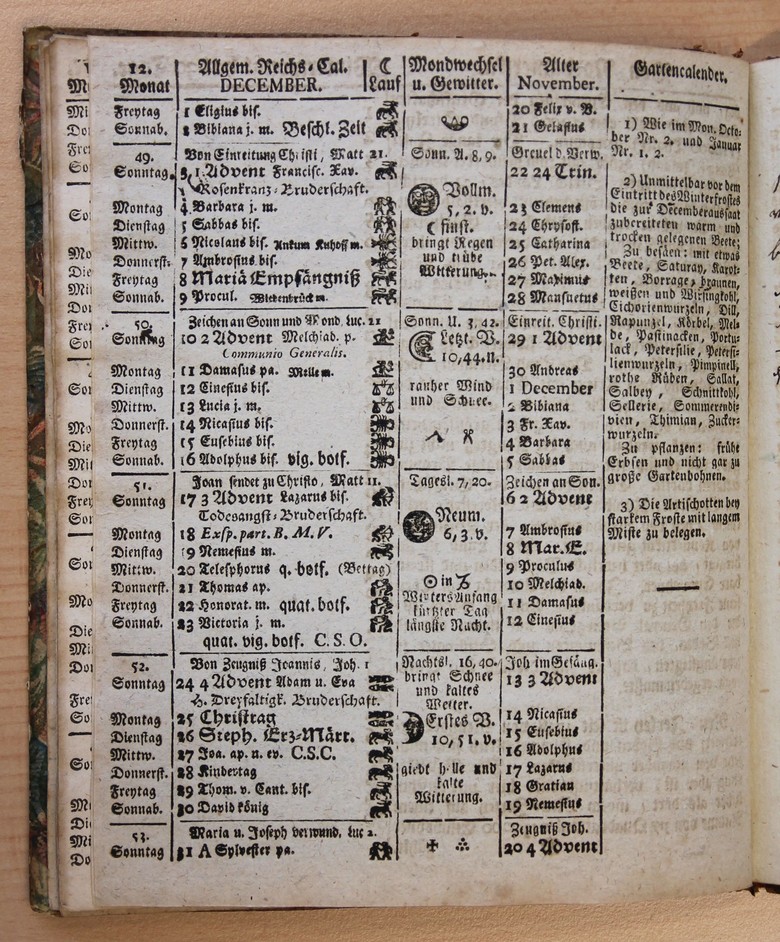 12.
Monat
Allgem. Reichs-Cal.
DECEMBER.
Lauf
Mondwechsel
u. Gewitter.
Alter
November.
Gartencalender.
Freytag
1 Eligius bis.
20 Felix v. V.
Sonnab.
2 Bibiana j. m. Beschl. Zeit
21 Gelasius
49.
Von Einreitung Christi, Matt 21.
Sonn. A. 8, 9.
Greuel d. Verw.
Sonntag
3 1 Advent Francisc. Xav.
22 24 Trin.
Rosenkranz-Bruderschaft.
Vollm.
Montag
4 Barbara j. m.
5, 2. v.
23 Clemens
Dienstag
5 Sabbas bis.
finst.
24 Chrysost.
Mittw.
6 Nicolaus bis. Antum Kuhoff m.
bringt Regen
25 Catharina
Donnerst.
7 Ambrosius bis.
und trübe
26 Pet. Alex.
Freytag
8 Mariä Empfängniß
Witterung.
27 Maximus
Sonnab.
9 Procul. Wiedenbrück m.
28 Mansuetus
50.
Zeichen an Sonn und Mond, Luc. 21
Sonn. U. 3, 42.
Einreit. Christi.
Sonntag
10 2 Advent Melchiad. p.
Letzt. V.
29 1 Advent
Communio Generalis.
10, 44. n.
Montag
11 Damasus pa. Melle m.
30 Andreas
Dienstag
12 Cinesius bis.
rauher Wind
1 December
Mittw.
13 Lucia j. m.
und Schnee.
2 Bibiana
Donnerst.
14 Nicasius bis.
3 Fr. Xav.
Freytag
15 Eusebius bis.
4 Barbara
Sonnab.
16 Adolphus bis. vig. botf.
5 Sabbas
51.
Joan sendet zu Christo, Matt 11.
Tagesl. 7, 20.
Zeichen an Son.
Sonntag
17 3 Advent Lazarus bis.
6 2 Advent
Todesangst-Bruderschaft.
Neum.
Montag
18 Exsp. part. B. M. V.
6, 3. v.
7 Ambrosius
Dienstag
19 Nemesius m.
8 Mar. E.
Mittw.
20 Telesphorus q. botf. (Bettag)
9 Proculus
Donnerst.
21 Thomas ap.
☉ in ♑
10 Melchiad.
Freytag
22 Honorat. m. quat. botf.
Winters Anfang
11 Damasus
Sonnab.
23 Victoria j. m.
kürzster Tag
12 Cinesius
quat. vig. botf. C. S. O.
längste Nacht.
52.
Von Zeugniß Joannis, Joh. 1
Nachtsl. 16, 40.
Joh im Gefäng.
Sonntag
24 4 Advent Adam u. Eva
bringt Schnee
13 3 Advent
H. Dreyfaltigk. Bruderschaft.
und kaltes
Wetter.
Montag
25 Christtag
Erstes V.
14 Nicasius
Dienstag
26 Steph. Erz-Märt.
10, 51. v.
15 Eusebius
Mittw.
27 Joa. ap. u. ev. C.S.C.
16 Adolphus
Donnerst.
28 Kindertag
giebt helle und
17 Lazarus
Freytag
29 Thom. v. Cant. bis.
kalte
18 Gratian
Sonnab.
30 David könig
Witterung.
19 Nemesius
53.
Maria u. Joseph verwund. Luc 2.
Zeugniß Joh.
Sonntag
31 A Sylvester pa.
20 4 Advent
1) Wie im Mon. Octo-
ber Nr. 2. und Januar
Nr. 1. 2.
2) Unmittelbar vor dem
Eintritt des Winterfrostes
die zur Decemberaussaat
zubereiteten warm und
trocken gelegenen Beete;
Zu besäen: mit etwas
Beete, Saturay, Karot-
ten, Borrage, braunen,
weißen und Wirsingkohl,
Cichorienwurzeln, Dill,
Rapunzel, Körbel, Mel-
de, Pastinacken, Portu-
lack, Petersilie, Petersi-
lienwurzeln, Pimpinell,
rothe Rüben, Sallat,
Salbey, Schnittkohl,
Sellerie, Sommerendi-
vien, Thimian, Zucker-
wurzeln.
Zu pflanzen: frühe
Erbsen und nicht gar zu
große Gartenbohnen.
3) Die Artischotten bey
starkem Froste mit langem
Miste zu belegen.